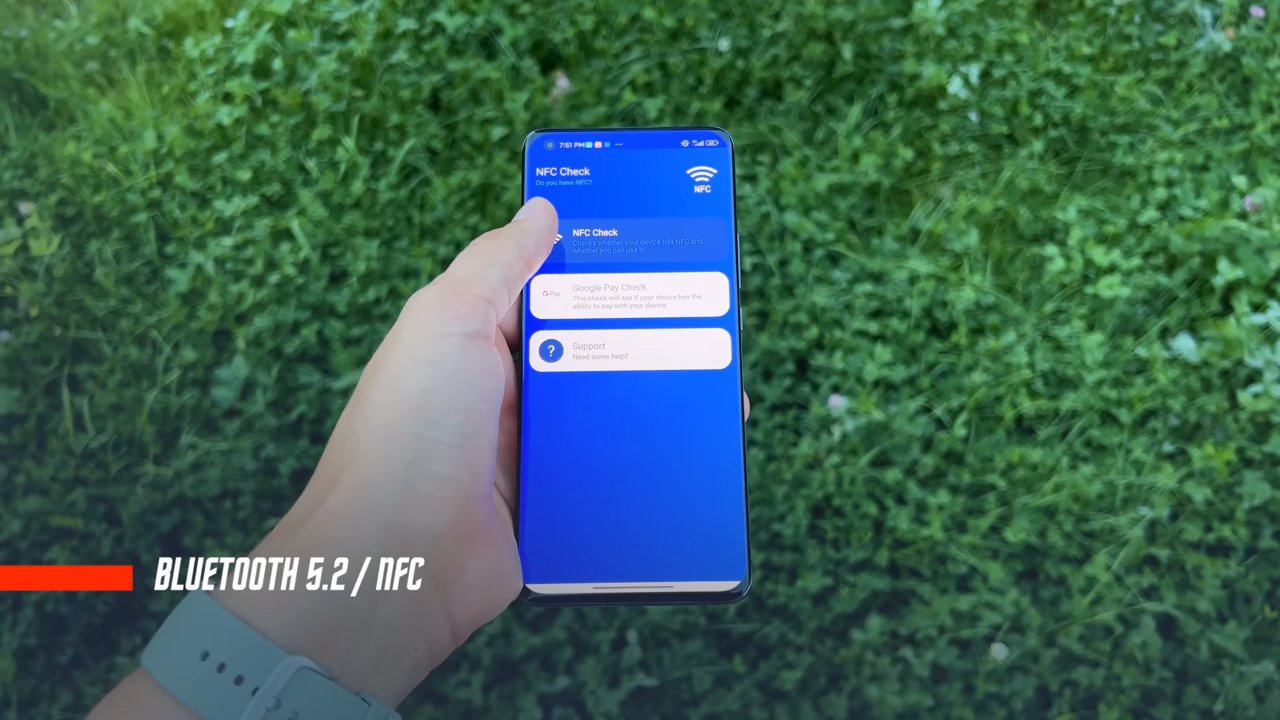 7:51 PM
NFC Check
Do you have NFC?
NFC
NFC Check
Checks whether your device has NFC and
whether you can use it.
G Pay
Google Pay Check
This check will see if your device has the
ability to pay with your device.
?
Support
Need some help?
BLUETOOTH 5.2 / NFC